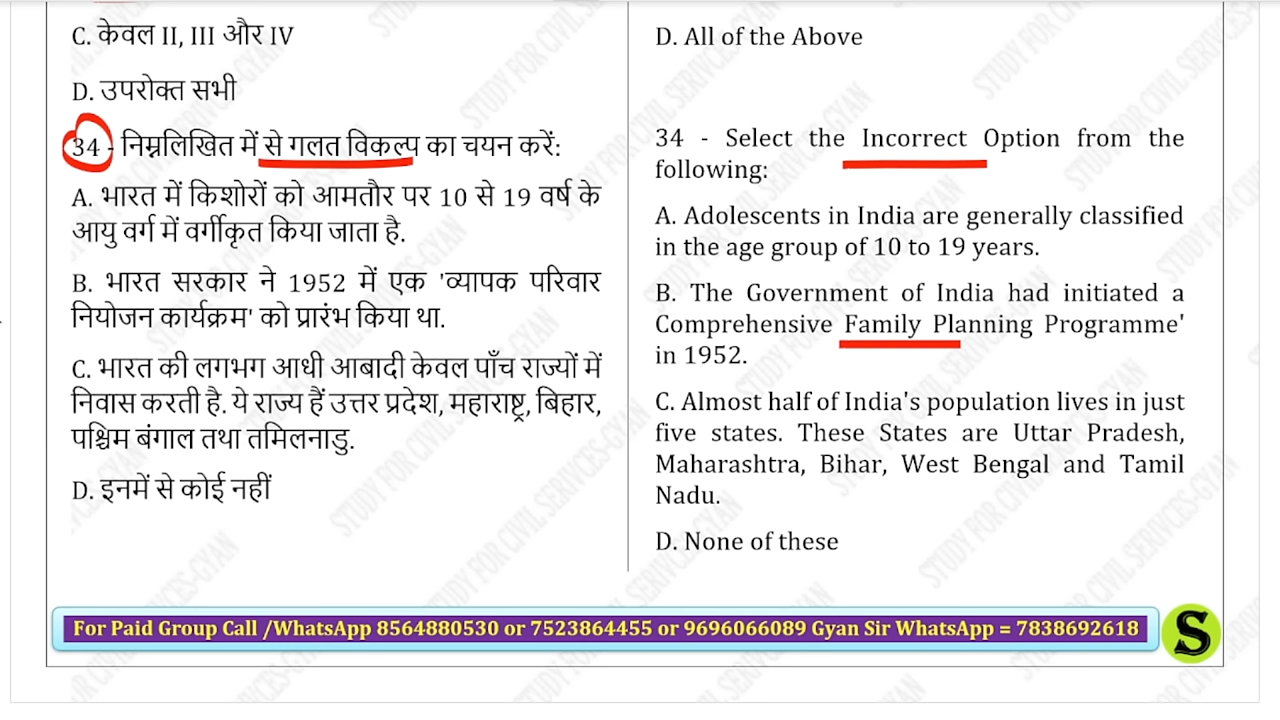 C. केवल II, III और IV
D. उपरोक्त सभी
34 - निम्नलिखित में से गलत विकल्प का चयन करें:
A. भारत में किशोरों को आमतौर पर 10 से 19 वर्ष के
आयु वर्ग में वर्गीकृत किया जाता है.
B. भारत सरकार ने 1952 में एक 'व्यापक परिवार
नियोजन कार्यक्रम' को प्रारंभ किया था.
C. भारत की लगभग आधी आबादी केवल पाँच राज्यों में
निवास करती है. ये राज्य हैं उत्तर प्रदेश, महाराष्ट्र, बिहार,
पश्चिम बंगाल तथा तमिलनाडु.
D. इनमें से कोई नहीं
D. All of the Above
34 - Select the Incorrect Option from the
following:
A. Adolescents in India are generally classified
in the age group of 10 to 19 years.
B. The Government of India had initiated a
Comprehensive Family Planning Programme'
in 1952.
C. Almost half of India's population lives in just
five states. These States are Uttar Pradesh,
Maharashtra, Bihar, West Bengal and Tamil
Nadu.
D. None of these
For Paid Group Call /WhatsApp 8564880530 or 7523864455 or 9696066089 Gyan Sir WhatsApp = 7838692618
S
STUDY FOR CIVIL SERIVCES-GYAN